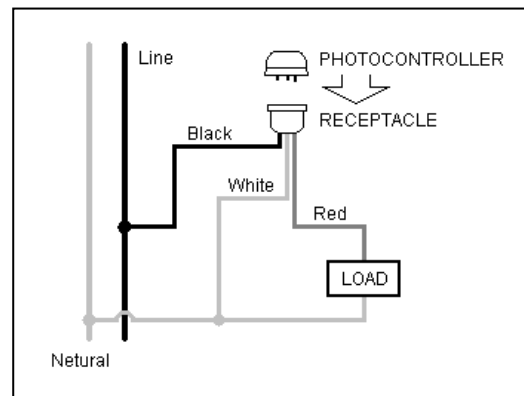 Line
PHOTOCONTROLLER
RECEPTACLE
Black
White
Red
LOAD
Netural